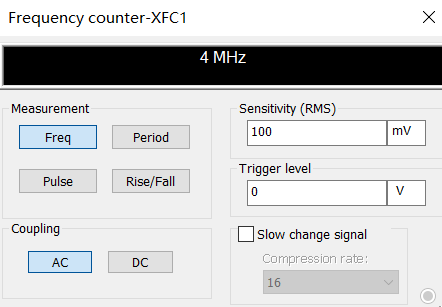 Frequency counter-XFC1
4 MHz
Measurement
Freq
Period
Pulse
Rise/Fall
Coupling
AC
DC
Sensitivity (RMS)
100
mV
Trigger level
0
V
Slow change signal
Compression rate:
16